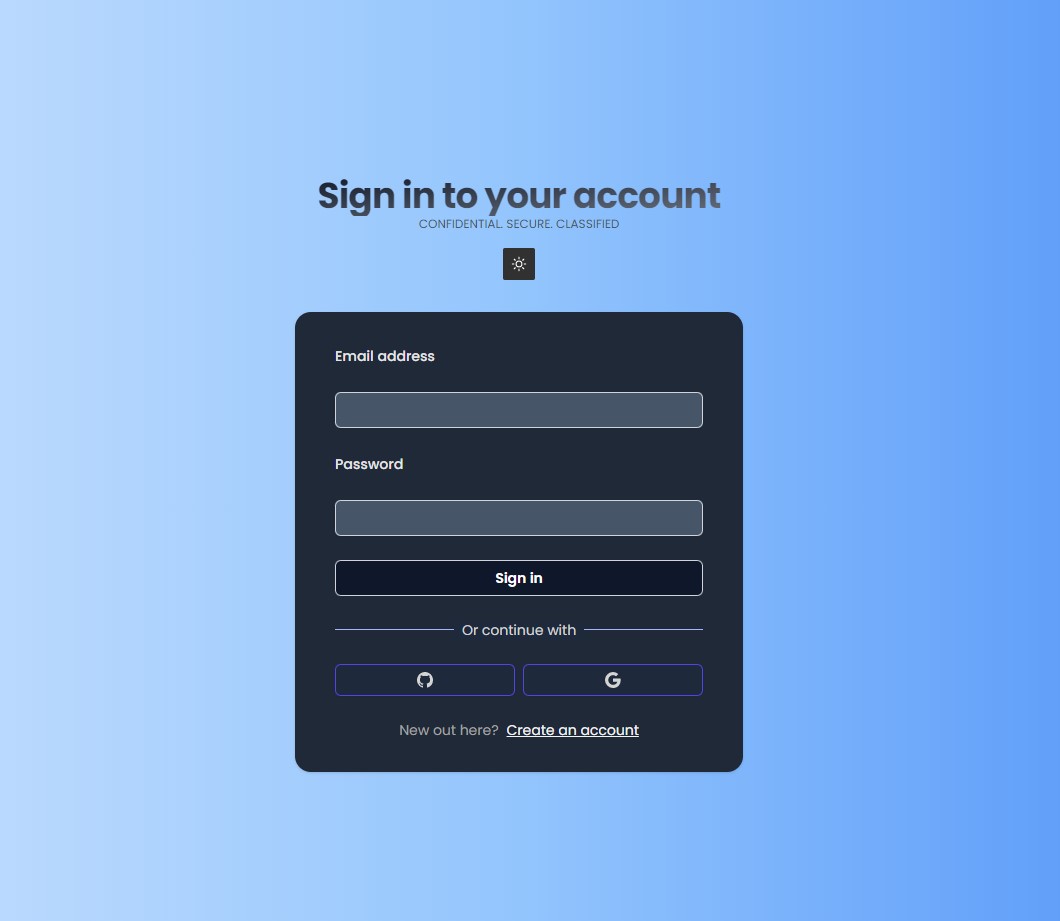 Sign in to your account
CONFIDENTIAL. SECURE. CLASSIFIED
Email address
Password
Sign in
Or continue with
New out here? Create an account